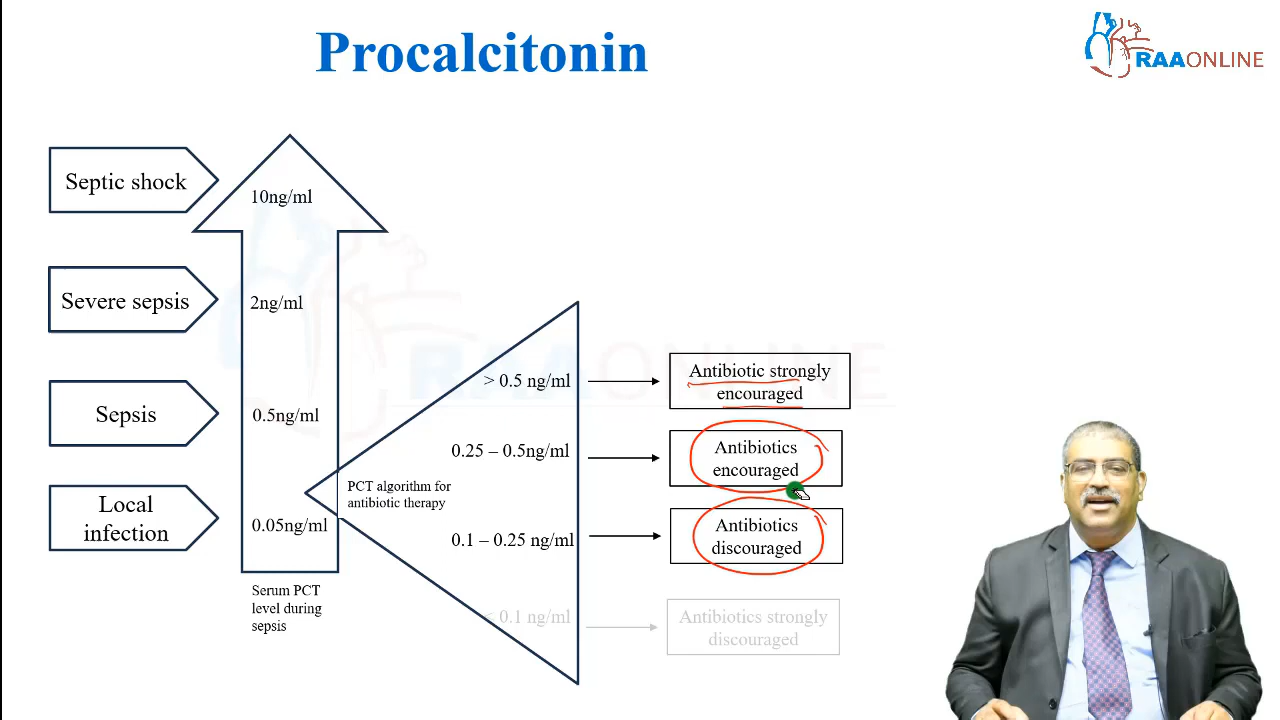 Procalcitonin
RAAONLINE
Septic shock
10ng/ml
Severe sepsis
2ng/ml
Sepsis
0.5ng/ml
Local
infection
0.05ng/ml
Serum PCT
level during
sepsis
PCT algorithm for
antibiotic therapy
> 0.5 ng/ml
Antibiotic strongly
encouraged
0.25 – 0.5ng/ml
Antibiotics
encouraged
0.1 – 0.25 ng/ml
Antibiotics
discouraged
< 0.1 ng/ml
Antibiotics strongly
discouraged
RAAONLINE